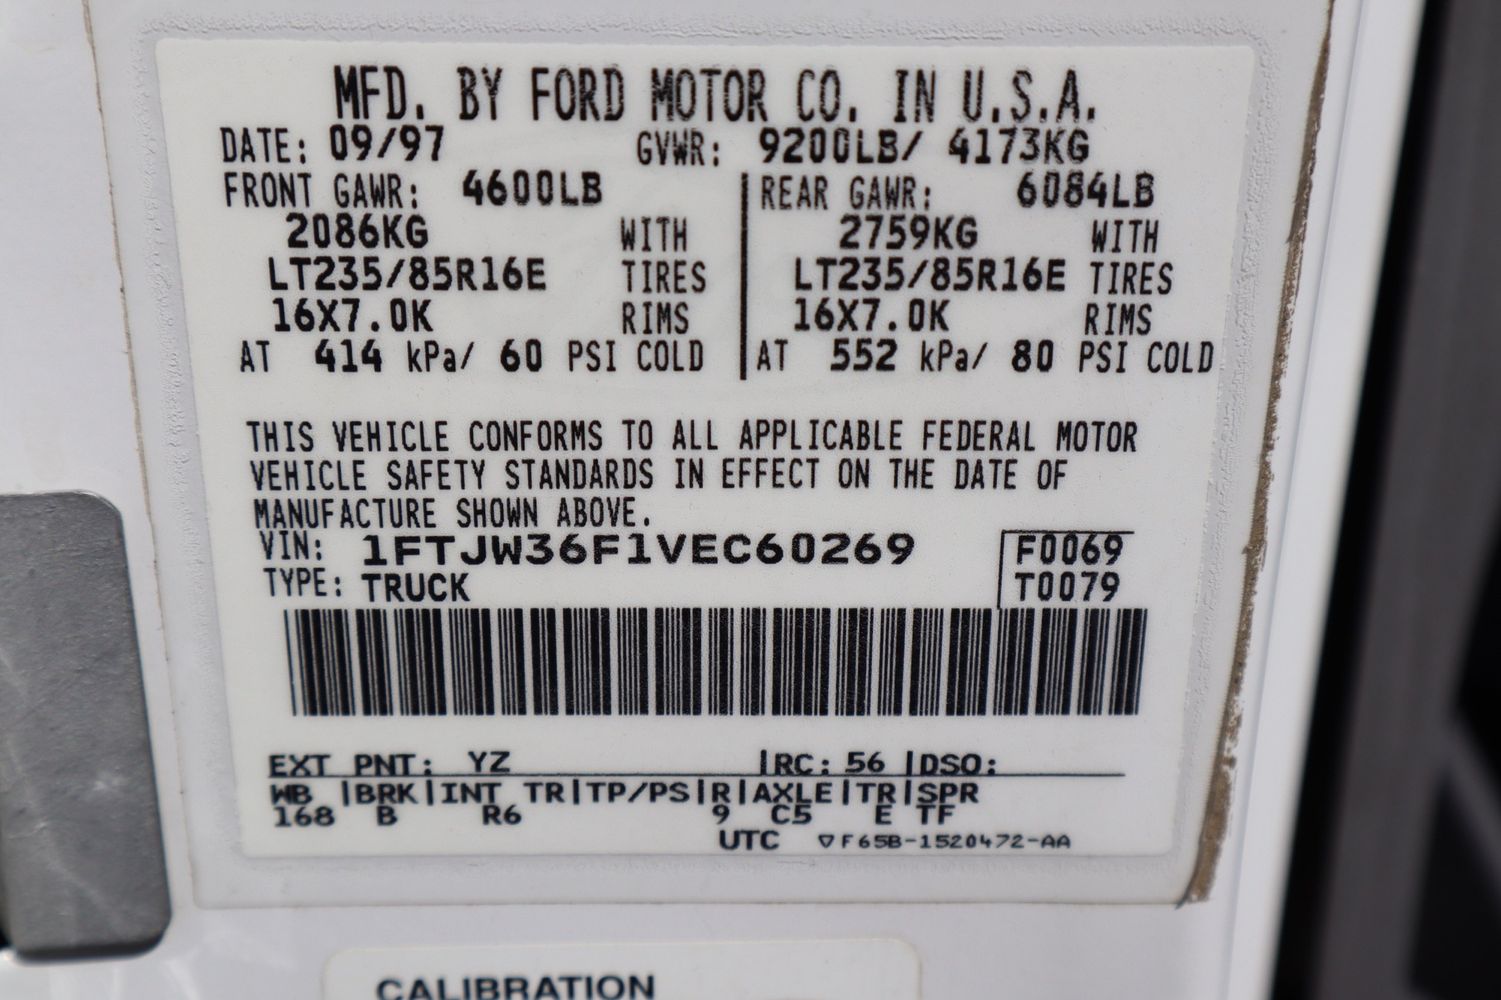 MFD. BY FORD MOTOR CO. IN U.S.A.
DATE: 09/97 GVWR: 9200LB/ 4173KG
FRONT GAWR: 4600LB REAR GAWR: 6084LB
2086KG WITH 2759KG WITH
LT235/85R16E TIRES LT235/85R16E TIRES
16X7.0K RIMS 16X7.0K RIMS
AT 414 kPa/ 60 PSI COLD AT 552 kPa/ 80 PSI COLD
THIS VEHICLE CONFORMS TO ALL APPLICABLE FEDERAL MOTOR
VEHICLE SAFETY STANDARDS IN EFFECT ON THE DATE OF
MANUFACTURE SHOWN ABOVE.
VIN: 1FTJW36F1VEC60269 F0069
TYPE: TRUCK T0079
EXT PNT: YZ |RC: 56 |DSO:
WB |BRK|INT TR|TP/PS|R|AXLE|TR|SPR
168 B R6 9 C5 E TF
UTC ▽F65B-1520472-AA
CALIBRATION